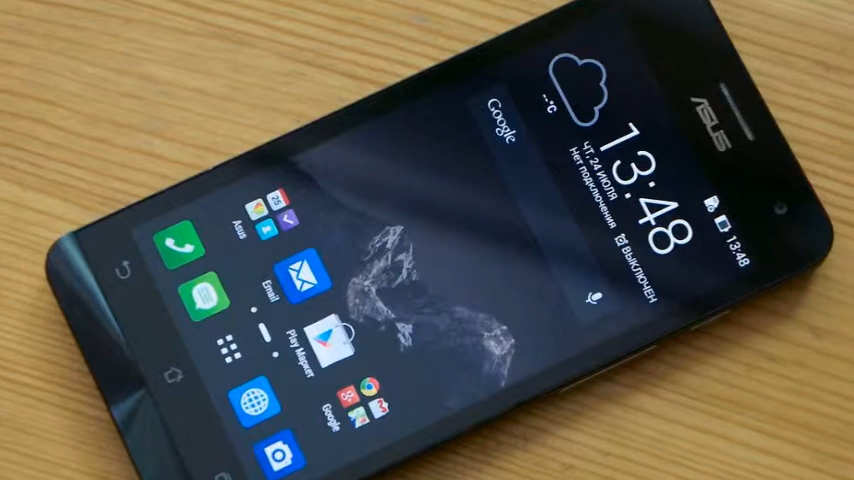 ASUS
13:48
13:48
ЧТ, 24 ИЮЛЯ
ВЫКЛЮЧЕН
Нет подключения
--°C
Google
25
Asus
Email
Play Маркет
Google